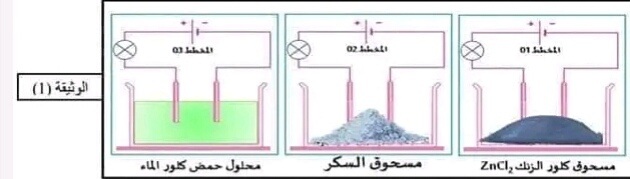 الوثيقة (1)
+ -
المخطط 01
مسحوق كلور الزنك ZnCl₂
+ -
المخطط 02
مسحوق السكر
+ -
المخطط 03
محلول حمض كلور الماء